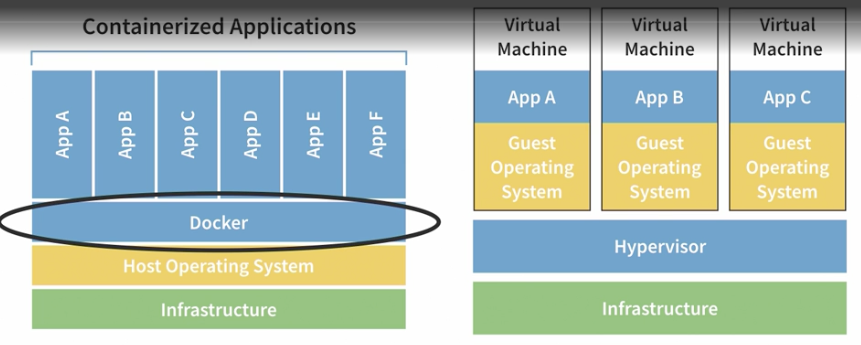 Containerized Applications
App A
App B
App C
App D
App E
App F
Docker
Host Operating System
Infrastructure
Virtual
Machine
Virtual
Machine
Virtual
Machine
App A
App B
App C
Guest
Operating
System
Guest
Operating
System
Guest
Operating
System
Hypervisor
Infrastructure